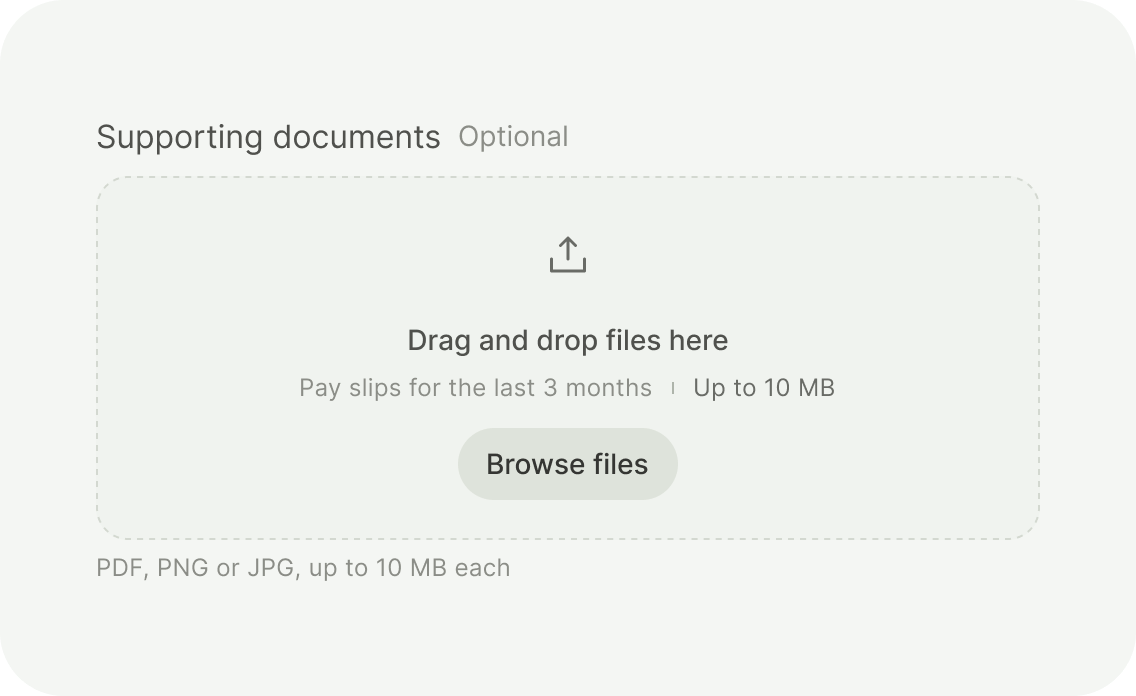 Supporting documents Optional
Drag and drop files here
Pay slips for the last 3 months | Up to 10 MB
Browse files
PDF, PNG or JPG, up to 10 MB each